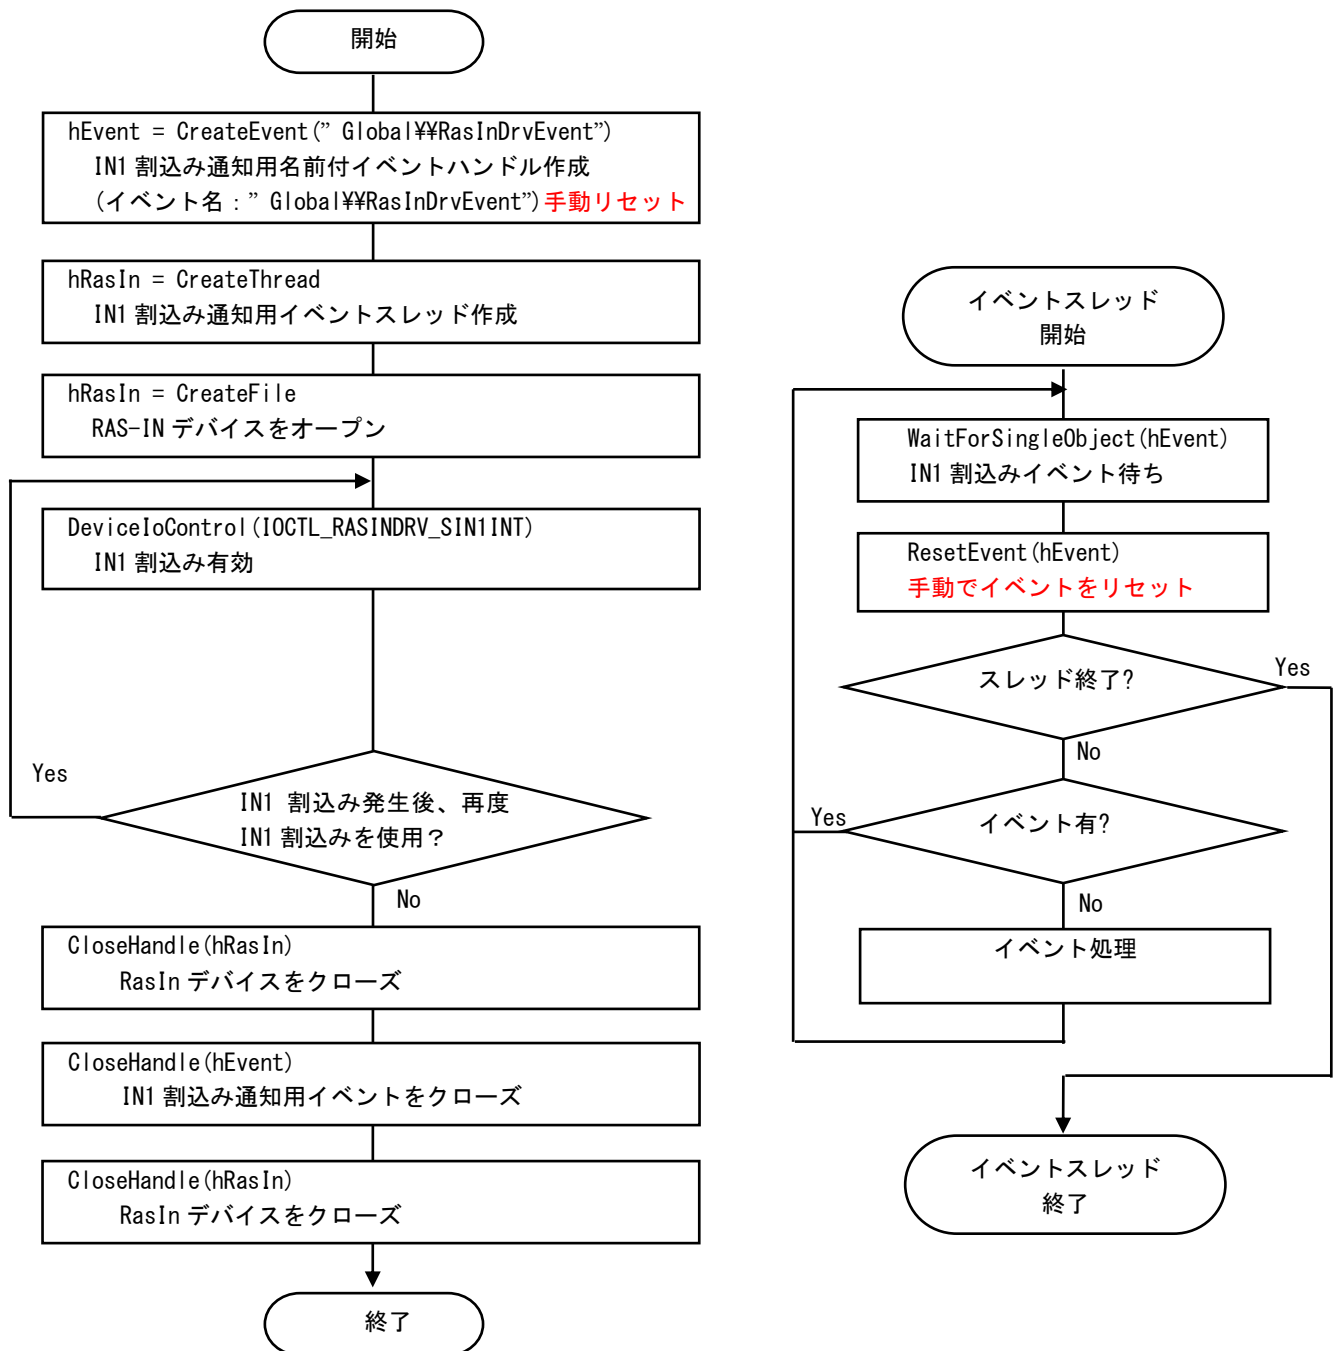 開始
hEvent = CreateEvent(” Global¥¥RasInDrvEvent”)
IN1 割込み通知用名前付イベントハンドル作成
(イベント名：” Global¥¥RasInDrvEvent”)手動リセット
hRasIn = CreateThread
IN1 割込み通知用イベントスレッド作成
hRasIn = CreateFile
RAS-IN デバイスをオープン
DeviceIoControl(IOCTL_RASINDRV_SIN1INT)
IN1 割込み有効
Yes
IN1 割込み発生後、再度
IN1 割込みを使用？
No
CloseHandle(hRasIn)
RasIn デバイスをクローズ
CloseHandle(hEvent)
IN1 割込み通知用イベントをクローズ
CloseHandle(hRasIn)
RasIn デバイスをクローズ
終了
イベントスレッド
開始
WaitForSingleObject(hEvent)
IN1 割込みイベント待ち
ResetEvent(hEvent)
手動でイベントをリセット
スレッド終了?
Yes
No
イベント有?
Yes
No
イベント処理
イベントスレッド
終了